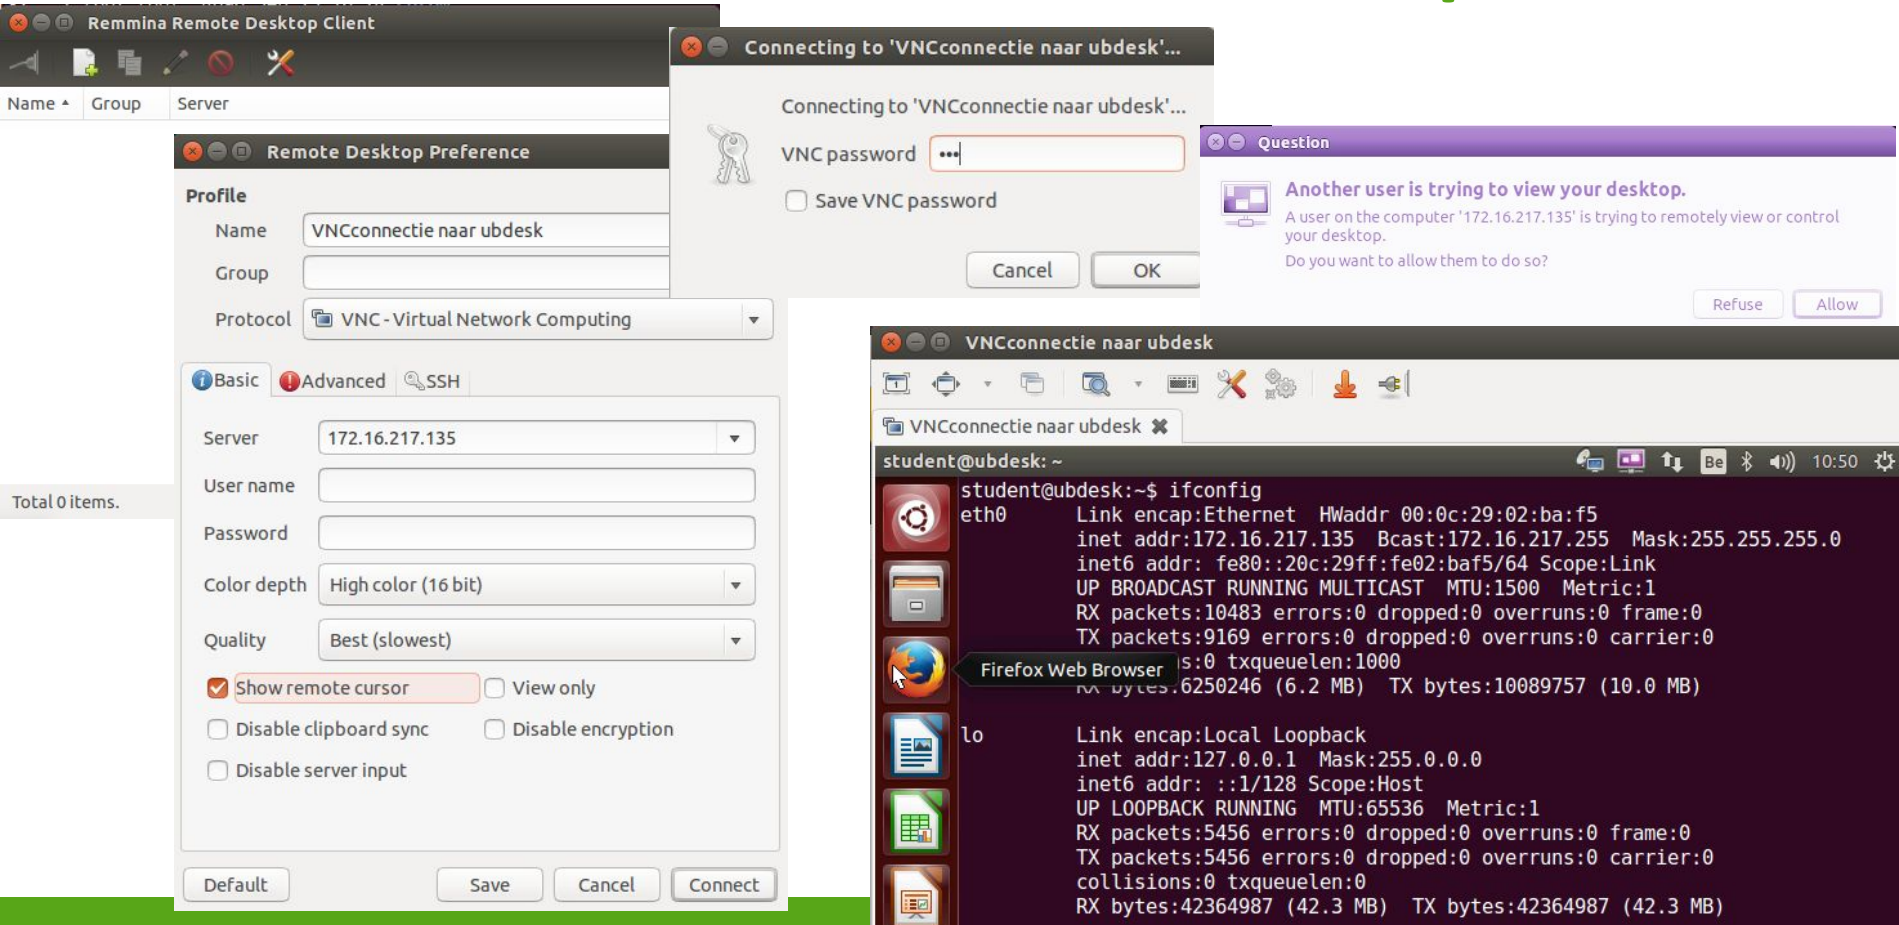 Remmina Remote Desktop Client
Name Group Server
Total 0 items.
Remote Desktop Preference
Profile
Name VNCconnectie naar ubdesk
Group
Protocol VNC - Virtual Network Computing
Basic Advanced SSH
Server 172.16.217.135
User name
Password
Color depth High color (16 bit)
Quality Best (slowest)
Show remote cursor View only
Disable clipboard sync Disable encryption
Disable server input
Default Save Cancel Connect
Connecting to 'VNCconnectie naar ubdesk'...
Connecting to 'VNCconnectie naar ubdesk'...
VNC password •••
Save VNC password
Cancel OK
Question
Another user is trying to view your desktop.
A user on the computer '172.16.217.135' is trying to remotely view or control
your desktop.
Do you want to allow them to do so?
Refuse Allow
VNCconnectie naar ubdesk
VNCconnectie naar ubdesk
student@ubdesk: ~ Be 10:50
student@ubdesk:~$ ifconfig
eth0 Link encap:Ethernet HWaddr 00:0c:29:02:ba:f5
inet addr:172.16.217.135 Bcast:172.16.217.255 Mask:255.255.255.0
inet6 addr: fe80::20c:29ff:fe02:baf5/64 Scope:Link
UP BROADCAST RUNNING MULTICAST MTU:1500 Metric:1
RX packets:10483 errors:0 dropped:0 overruns:0 frame:0
TX packets:9169 errors:0 dropped:0 overruns:0 carrier:0
Firefox Web Browser s:0 txqueuelen:1000
RX bytes:6250246 (6.2 MB) TX bytes:10089757 (10.0 MB)
lo Link encap:Local Loopback
inet addr:127.0.0.1 Mask:255.0.0.0
inet6 addr: ::1/128 Scope:Host
UP LOOPBACK RUNNING MTU:65536 Metric:1
RX packets:5456 errors:0 dropped:0 overruns:0 frame:0
TX packets:5456 errors:0 dropped:0 overruns:0 carrier:0
collisions:0 txqueuelen:0
RX bytes:42364987 (42.3 MB) TX bytes:42364987 (42.3 MB)